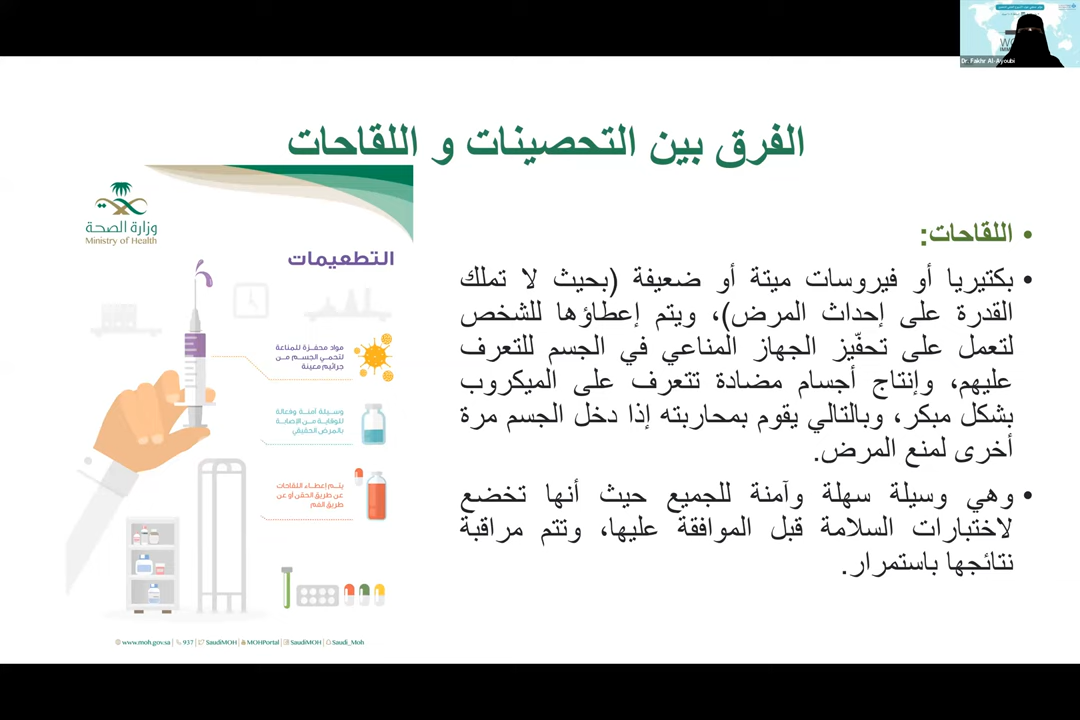 Dr. Fakhr Al-Ayoubi
الفرق بين التحصينات و اللقاحات
• اللقاحات:
• بكتيريا أو فيروسات ميتة أو ضعيفة (بحيث لا تملك
القدرة على إحداث المرض)، ويتم إعطاؤها للشخص
لتعمل على تحفّيز الجهاز المناعي في الجسم للتعرف
عليهم، وإنتاج أجسام مضادة تتعرف على الميكروب
بشكل مبكر، وبالتالي يقوم بمحاربته إذا دخل الجسم مرة
أخرى لمنع المرض.
• وهي وسيلة سهلة وآمنة للجميع حيث أنها تخضع
لاختبارات السلامة قبل الموافقة عليها، وتتم مراقبة
نتائجها باستمرار.
وزارة الصحة
Ministry of Health
التطعيمات
مواد محفزة للمناعة
لتحمي الجسم من
جراثيم معينة
وسيلة آمنة وفعالة
للوقاية من الإصابة
بالمرض الحقيقي
يتم إعطاء اللقاحات
عن طريق الحقن أو عن
طريق الفم
www.moh.gov.sa | 937 | SaudiMOH | MOHPortal | SaudiMOH | Saudi_Moh